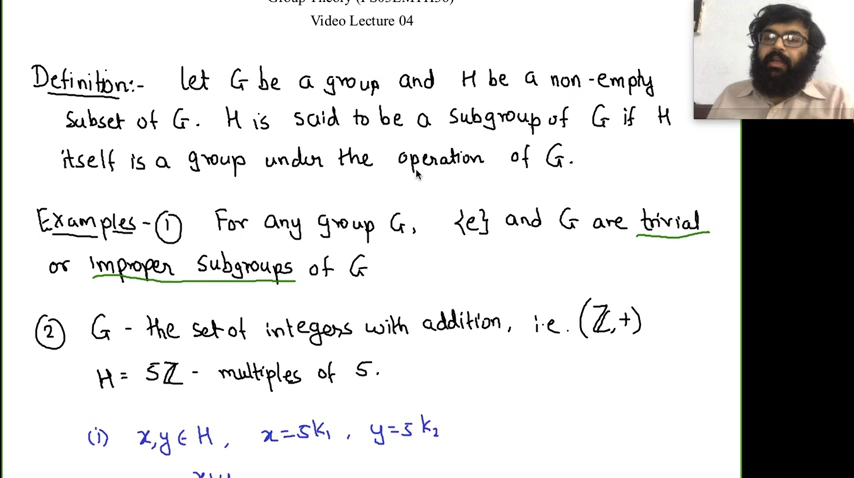 Video Lecture 04
Definition:- Let G be a group and H be a non-empty
subset of G. H is said to be a subgroup of G if H
itself is a group under the operation of G.
Examples - ① For any group G, {e} and G are trivial
or improper subgroups of G
② G - the set of integers with addition, i.e. (ℤ,+)
H = 5ℤ - multiples of 5.
(i) x,y ∈ H, x=5k₁, y=5k₂